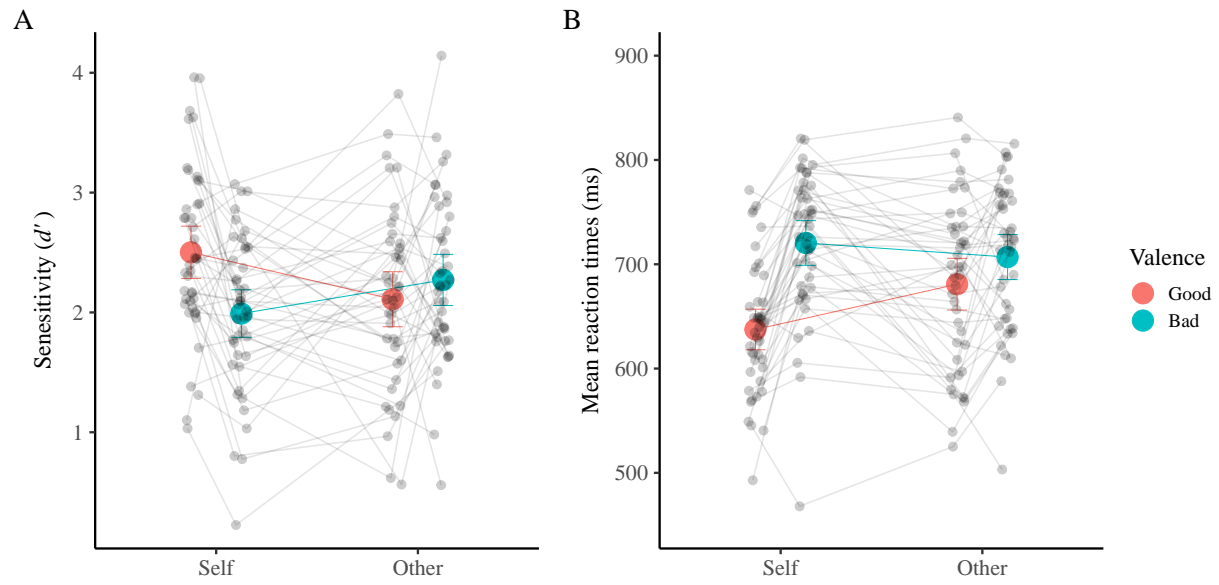 A
Senesitivity (d′)
4
3
2
1
Self
Other
B
Mean reaction times (ms)
900
800
700
600
500
Self
Other
Valence
Good
Bad